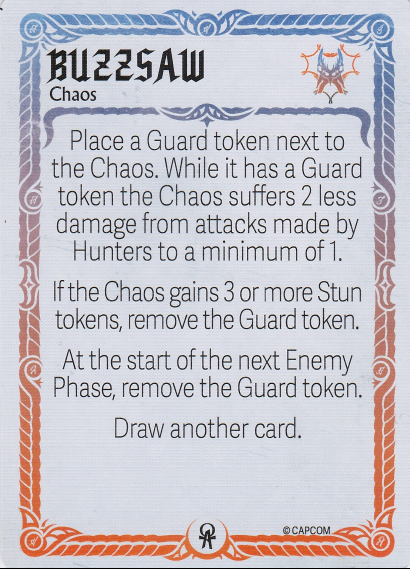 BUZZSAW
Chaos
Place a Guard token next to
the Chaos. While it has a Guard
token the Chaos suffers 2 less
damage from attacks made by
Hunters to a minimum of 1.
If the Chaos gains 3 or more Stun
tokens, remove the Guard token.
At the start of the next Enemy
Phase, remove the Guard token.
Draw another card.
© CAPCOM